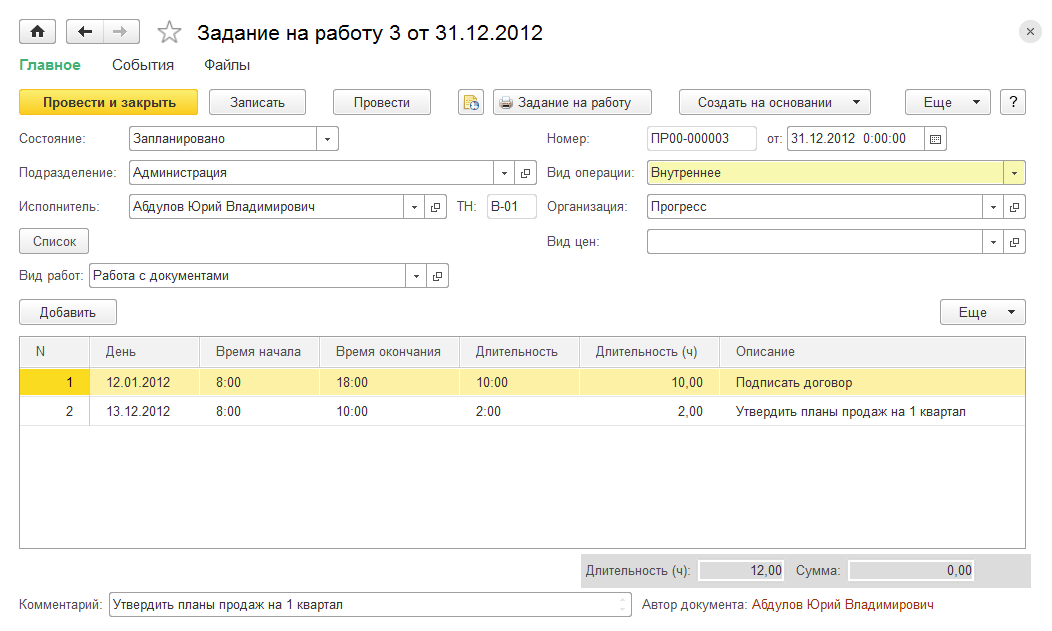 Задание на работу 3 от 31.12.2012
Главное События Файлы
Провести и закрыть Записать Провести Задание на работу Создать на основании Еще ?
Состояние: Запланировано Номер: ПР00-000003 от: 31.12.2012 0:00:00
Подразделение: Администрация Вид операции: Внутреннее
Исполнитель: Абдулов Юрий Владимирович ТН: В-01 Организация: Прогресс
Список Вид цен:
Вид работ: Работа с документами
Добавить Еще
N День Время начала Время окончания Длительность Длительность (ч) Описание
1 12.01.2012 8:00 18:00 10:00 10,00 Подписать договор
2 13.12.2012 8:00 10:00 2:00 2,00 Утвердить планы продаж на 1 квартал
Длительность (ч): 12,00 Сумма: 0,00
Комментарий: Утвердить планы продаж на 1 квартал Автор документа: Абдулов Юрий Владимирович